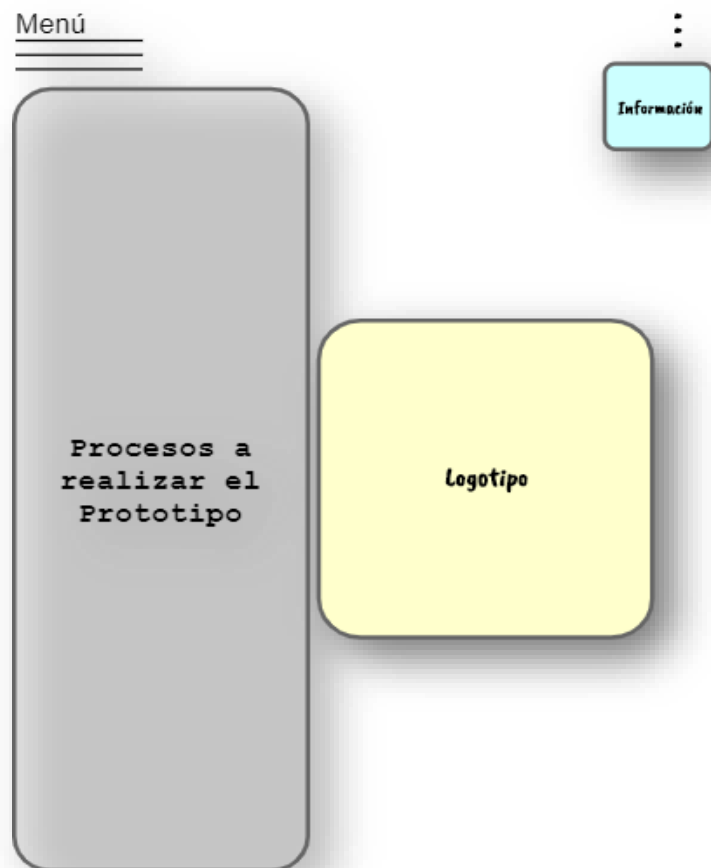 Menú
Información
Procesos a
realizar el
Prototipo
Logotipo